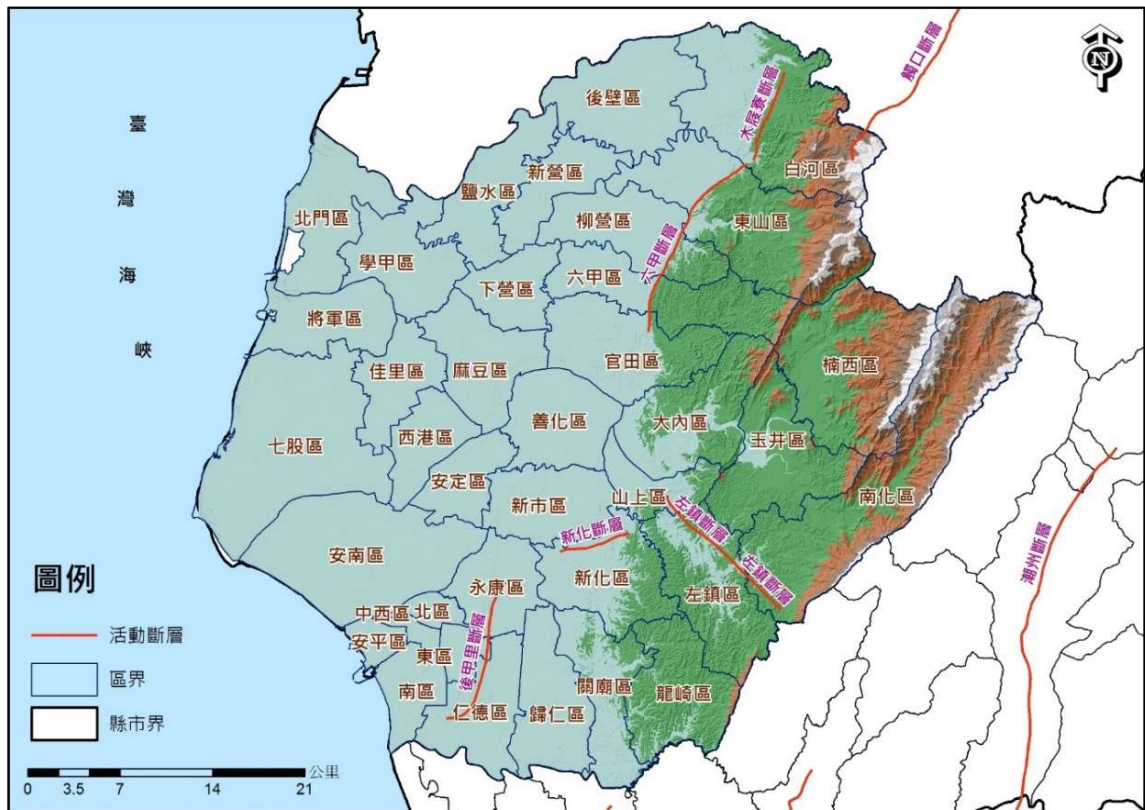 N
觸口斷層
木屐寮斷層
後壁區
臺灣海峽
白河區
新營區
鹽水區
北門區
柳營區
東山區
六甲斷層
學甲區
下營區
六甲區
將軍區
官田區
楠西區
佳里區
麻豆區
善化區
大內區
七股區
西港區
玉井區
安定區
新市區
山上區
南化區
左鎮斷層
新化斷層
安南區
左鎮斷層
潮州斷層
圖例
永康區
新化區
左鎮區
中西區
北區
活動斷層
安平區
東區
後甲里斷層
區界
南區
仁德區
歸仁區
關廟區
龍崎區
縣市界
公里
0 3.5 7 14 21